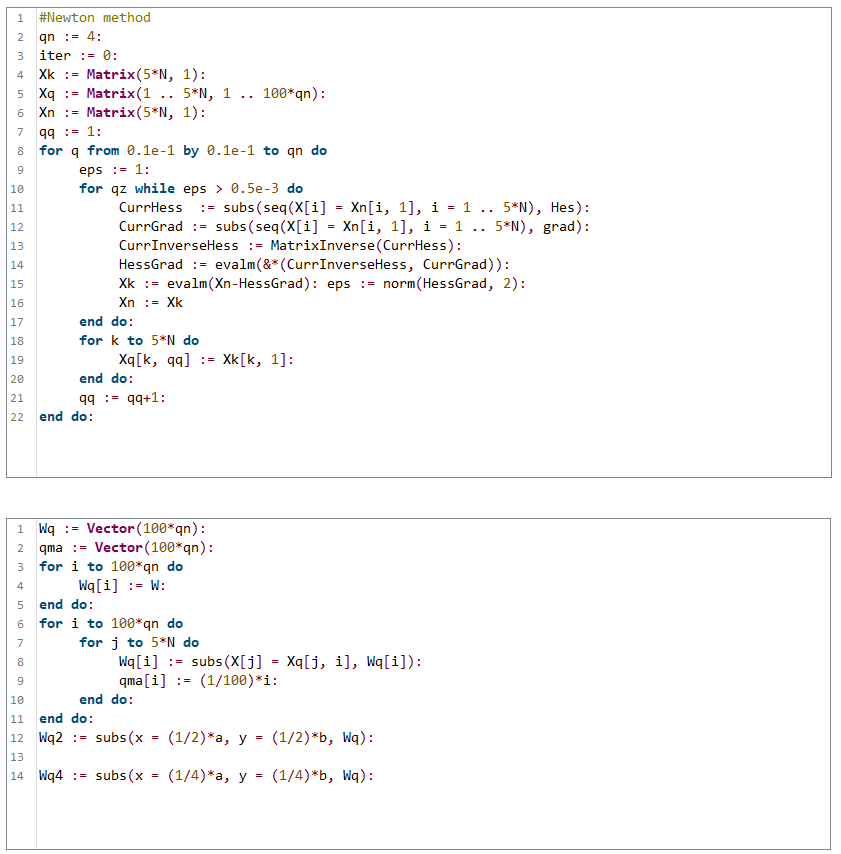 1 #Newton method
2 qn := 4:
3 iter := 0:
4 Xk := Matrix(5*N, 1):
5 Xq := Matrix(1 .. 5*N, 1 .. 100*qn):
6 Xn := Matrix(5*N, 1):
7 qq := 1:
8 for q from 0.1e-1 by 0.1e-1 to qn do
9 eps := 1:
10 for qz while eps > 0.5e-3 do
11 CurrHess  := subs(seq(X[i] = Xn[i, 1], i = 1 .. 5*N), Hes):
12 CurrGrad := subs(seq(X[i] = Xn[i, 1], i = 1 .. 5*N), grad):
13 CurrInverseHess := MatrixInverse(CurrHess):
14 HessGrad := evalm(&*(CurrInverseHess, CurrGrad)):
15 Xk := evalm(Xn-HessGrad): eps := norm(HessGrad, 2):
16 Xn := Xk
17 end do:
18 for k to 5*N do
19 Xq[k, qq] := Xk[k, 1]:
20 end do:
21 qq := qq+1:
22 end do:
1 Wq := Vector(100*qn):
2 qma := Vector(100*qn):
3 for i to 100*qn do
4 Wq[i] := W:
5 end do:
6 for i to 100*qn do
7 for j to 5*N do
8 Wq[i] := subs(X[j] = Xq[j, i], Wq[i]):
9 qma[i] := (1/100)*i:
10 end do:
11 end do:
12 Wq2 := subs(x = (1/2)*a, y = (1/2)*b, Wq):
13
14 Wq4 := subs(x = (1/4)*a, y = (1/4)*b, Wq):